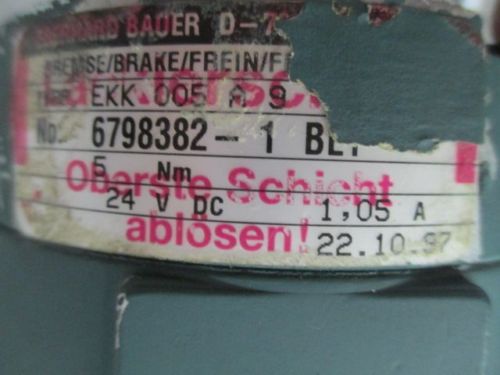 BAUER D-7
BREMSE/BRAKE/FREIN/F
EKK 005 A 9
No. 6798382-1
5 Nm
Oberste Schicht
24 V DC 1,05 A
ablösen!
22.10.97